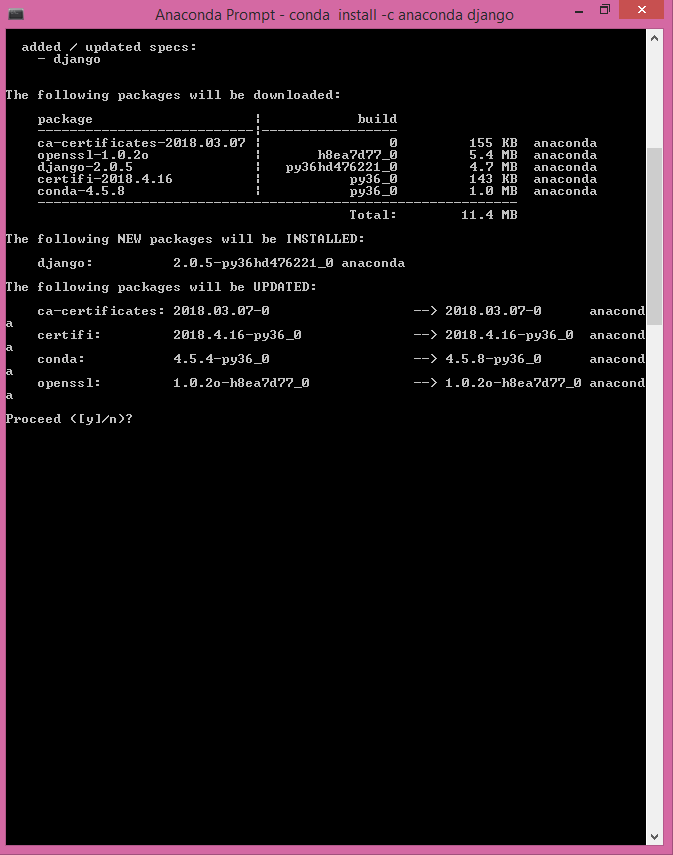 Anaconda Prompt - conda  install -c anaconda django
  added / updated specs:
    - django
The following packages will be downloaded:
    package                    |            build
    ---------------------------|-----------------
    ca-certificates-2018.03.07 |                0         155 KB  anaconda
    openssl-1.0.2o             |       h8ea7d77_0         5.4 MB  anaconda
    django-2.0.5               |   py36hd476221_0         4.7 MB  anaconda
    certifi-2018.4.16          |           py36_0         143 KB  anaconda
    conda-4.5.8                |           py36_0         1.0 MB  anaconda
    ------------------------------------------------------------
                                           Total:        11.4 MB
The following NEW packages will be INSTALLED:
    django:          2.0.5-py36hd476221_0 anaconda
The following packages will be UPDATED:
    ca-certificates: 2018.03.07-0                  --> 2018.03.07-0      anacond
a
    certifi:         2018.4.16-py36_0              --> 2018.4.16-py36_0  anacond
a
    conda:           4.5.4-py36_0                  --> 4.5.8-py36_0      anacond
a
    openssl:         1.0.2o-h8ea7d77_0             --> 1.0.2o-h8ea7d77_0 anacond
a
Proceed ([y]/n)?